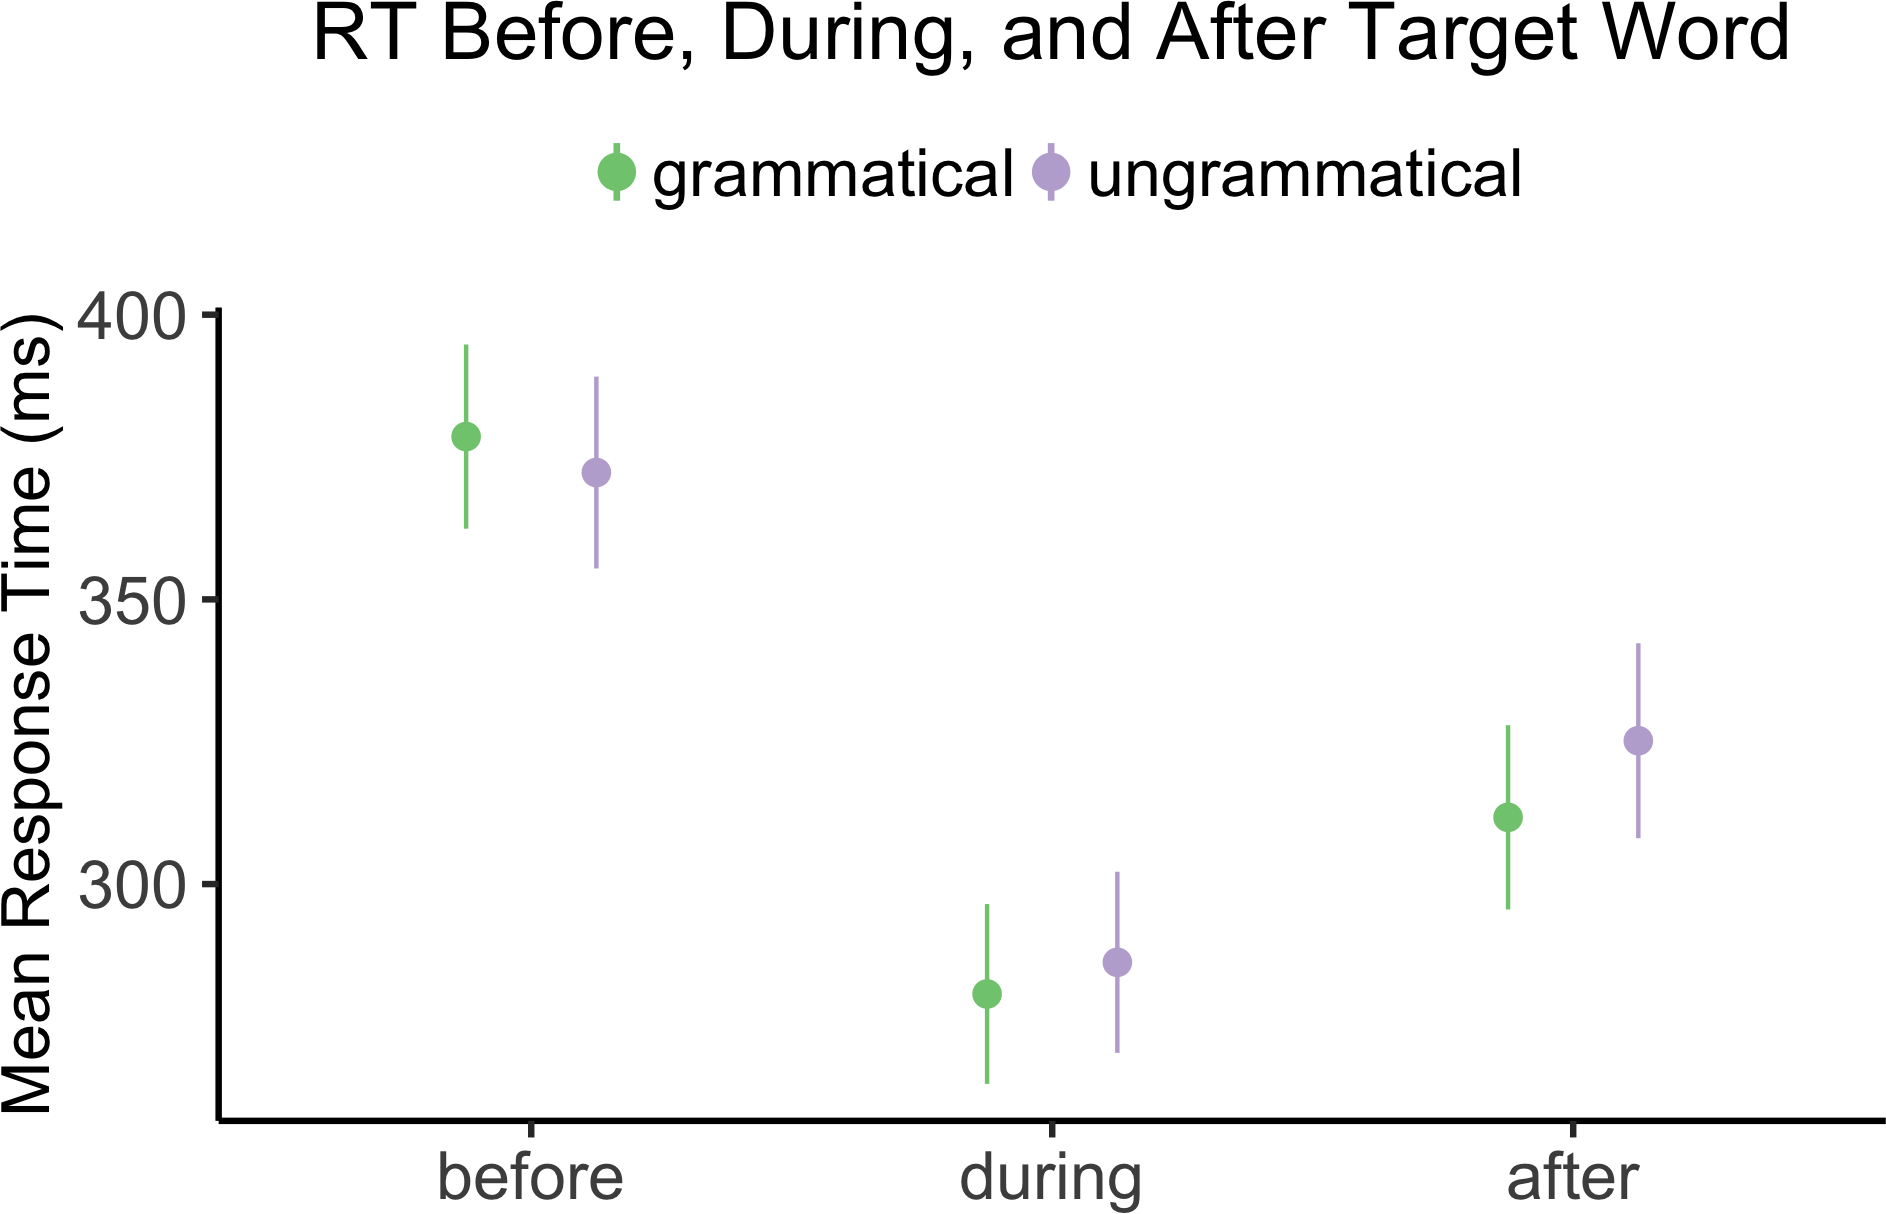 RT Before, During, and After Target Word
grammatical ungrammatical
Mean Response Time (ms)
400
350
300
before during after